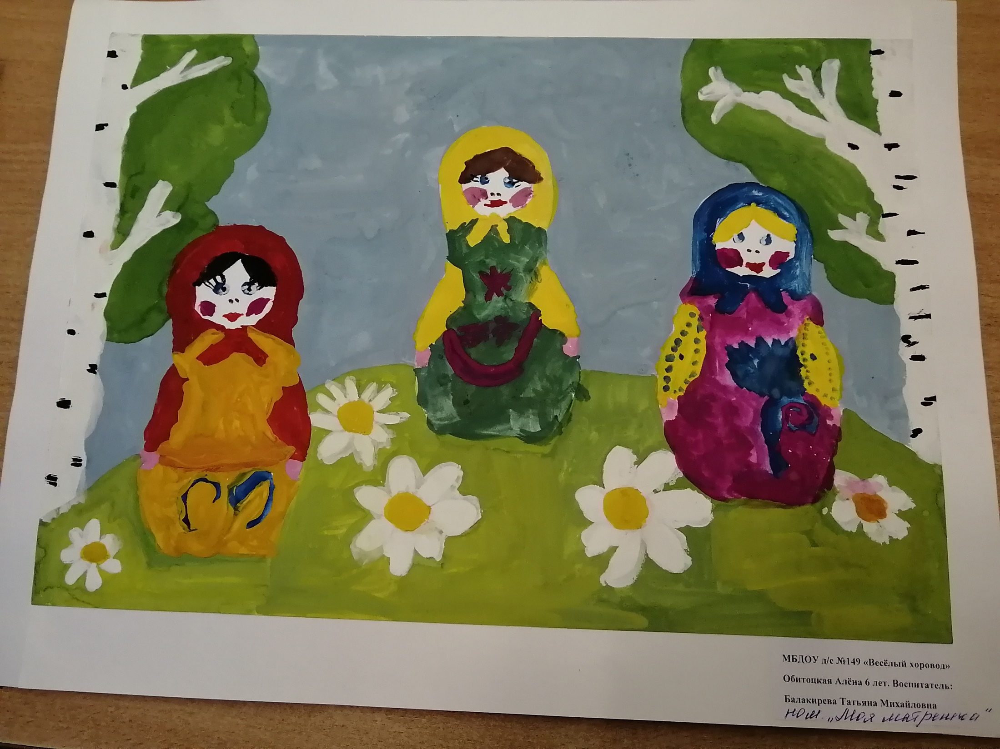 МБДОУ д/с №149 «Весёлый хоровод»
Обитоцкая Алёна 6 лет. Воспитатель:
Балакирева Татьяна Михайловна
ном. „Моя матрешка"